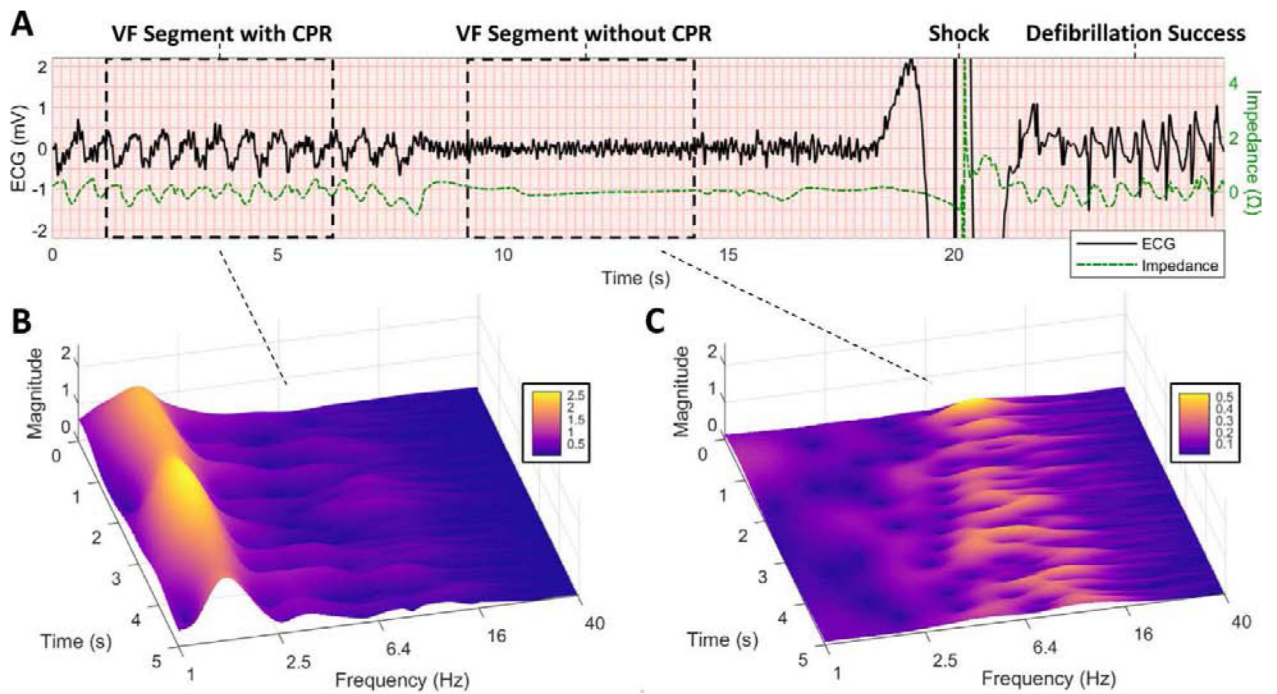 A
VF Segment with CPR
VF Segment without CPR
Shock
Defibrillation Success
ECG (mV)
2
1
0
-1
-2
4
2
0
Impedance (Ω)
0
5
10
15
20
Time (s)
ECG
Impedance
B
Magnitude
2
1
0
0
1
2
3
4
5
Time (s)
1
2.5
6.4
16
40
Frequency (Hz)
2.5
2.0
1.5
1.0
0.5
C
Magnitude
2
1
0
0
1
2
3
4
5
Time (s)
1
2.5
6.4
16
40
Frequency (Hz)
0.5
0.4
0.3
0.2
0.1